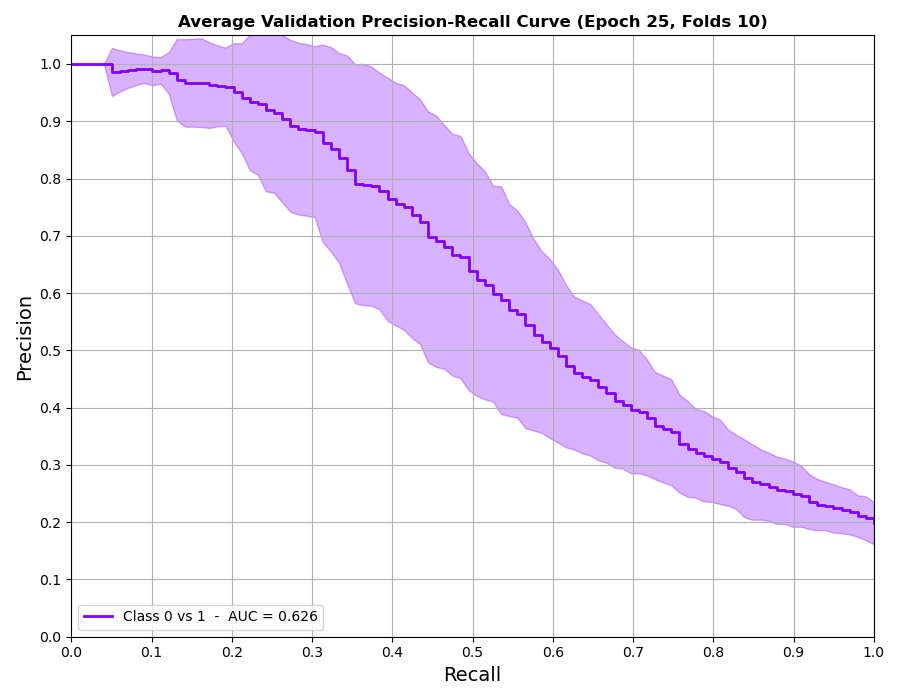 Average Validation Precision-Recall Curve (Epoch 25, Folds 10)
Precision
1.0
0.9
0.8
0.7
0.6
0.5
0.4
0.3
0.2
0.1
0.0
Class 0 vs 1 - AUC = 0.626
0.0 0.1 0.2 0.3 0.4 0.5 0.6 0.7 0.8 0.9 1.0
Recall